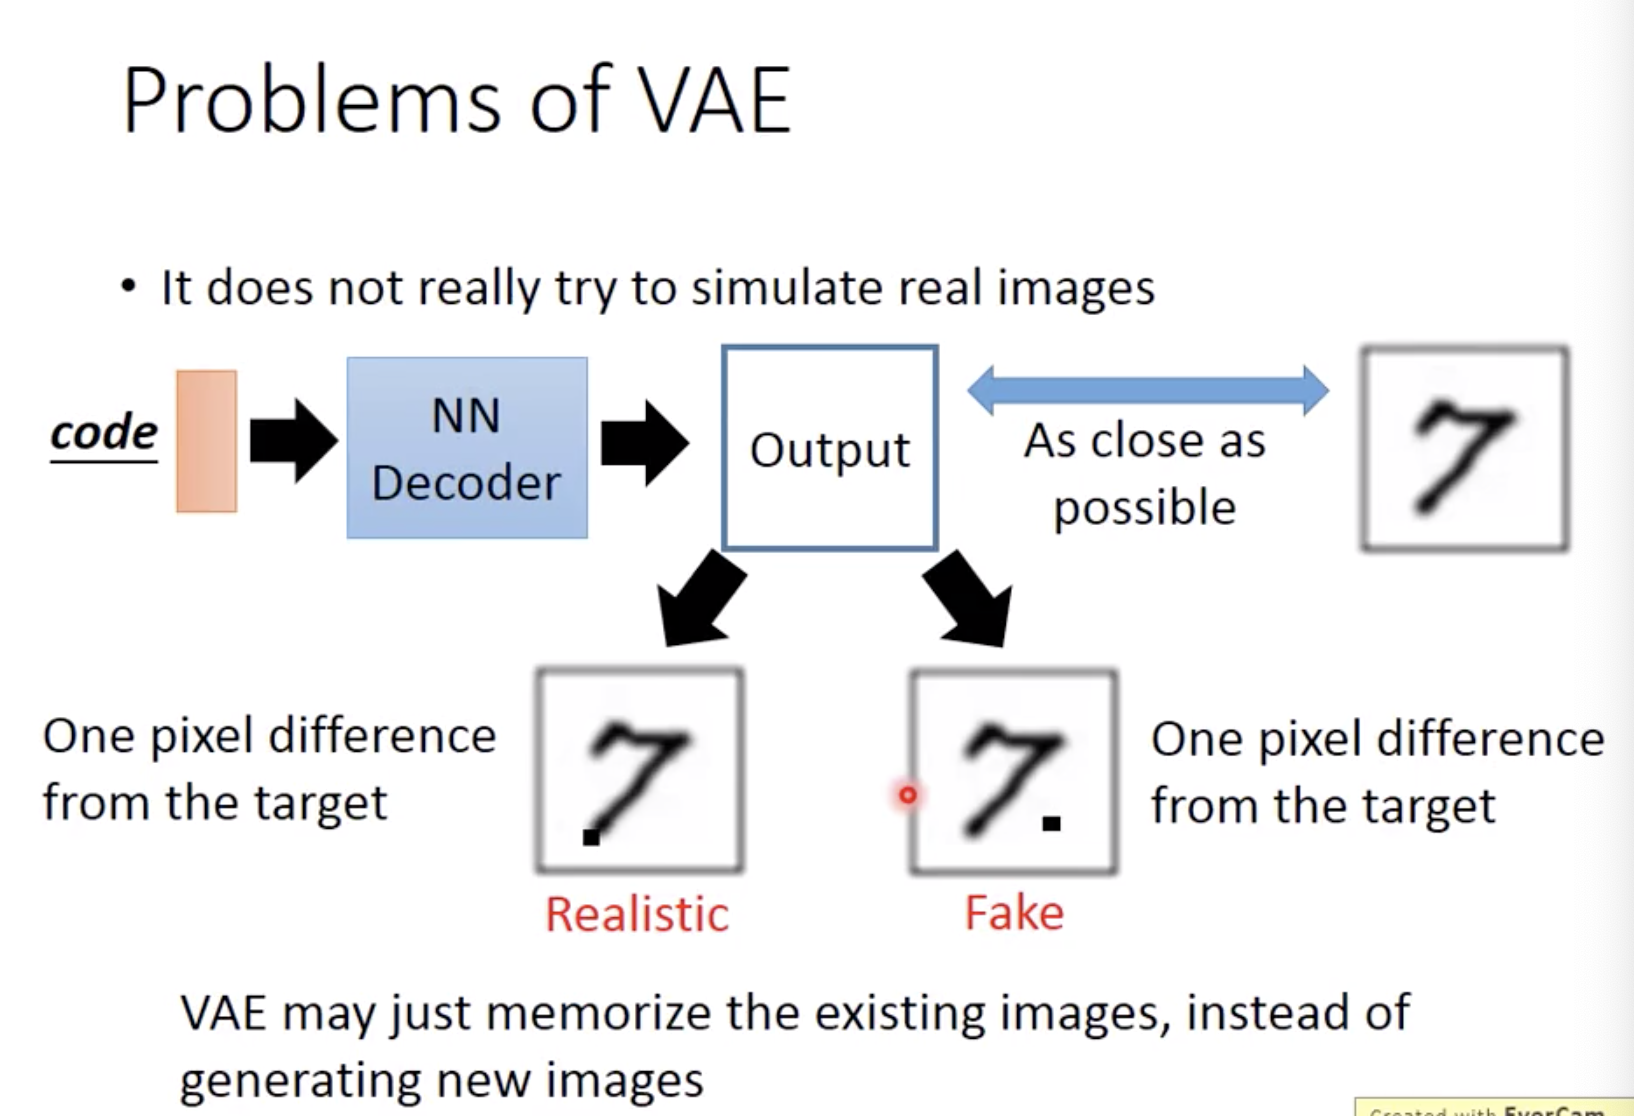 Problems of VAE
• It does not really try to simulate real images
code
NN
Decoder
Output
As close as
possible
7
One pixel difference
from the target
7
Realistic
7
Fake
One pixel difference
from the target
VAE may just memorize the existing images, instead of
generating new images
Created with EverCam